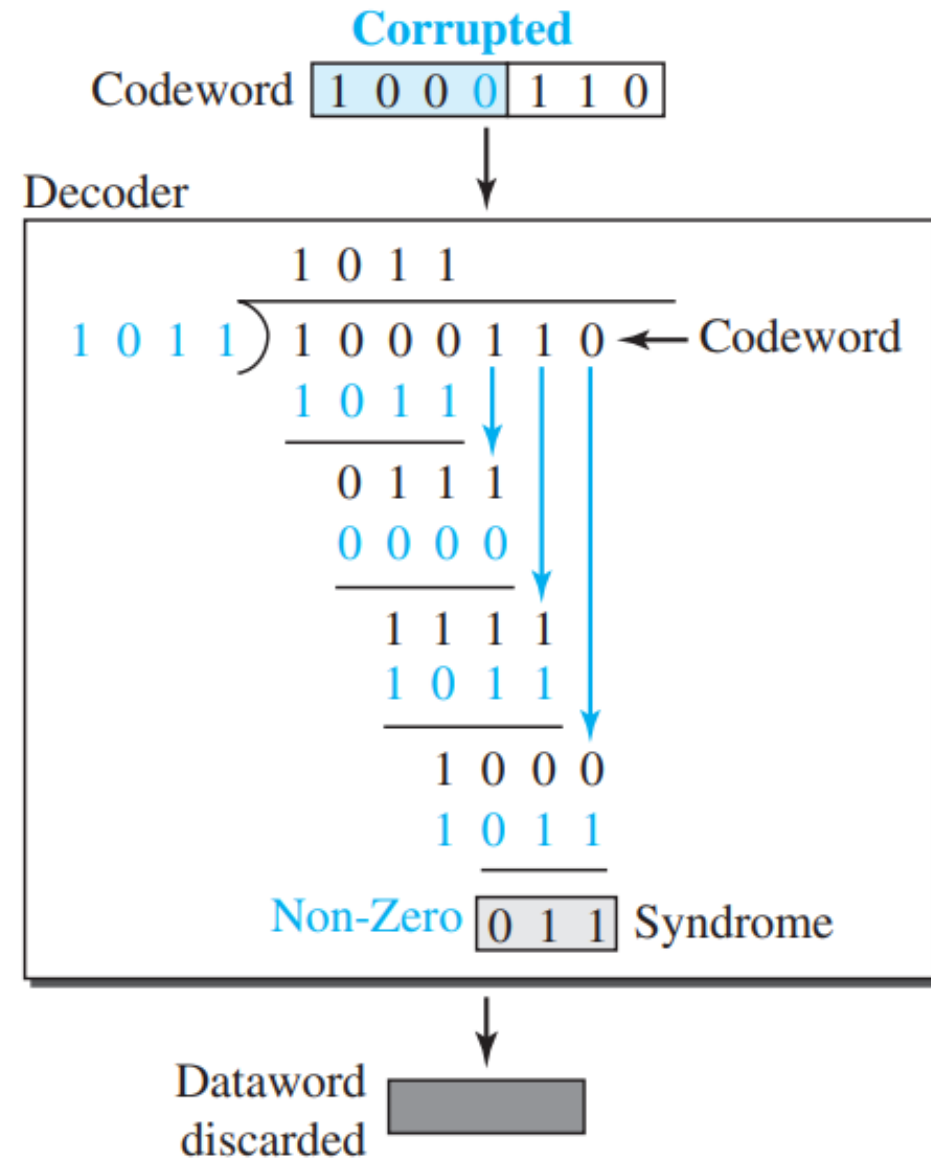 Corrupted
Codeword 1 0 0 0 1 1 0
Decoder
1 0 1 1
1 0 1 1 ) 1 0 0 0 1 1 0 Codeword
1 0 1 1
0 1 1 1
0 0 0 0
1 1 1 1
1 0 1 1
1 0 0 0
1 0 1 1
Non-Zero 0 1 1 Syndrome
Dataword
discarded